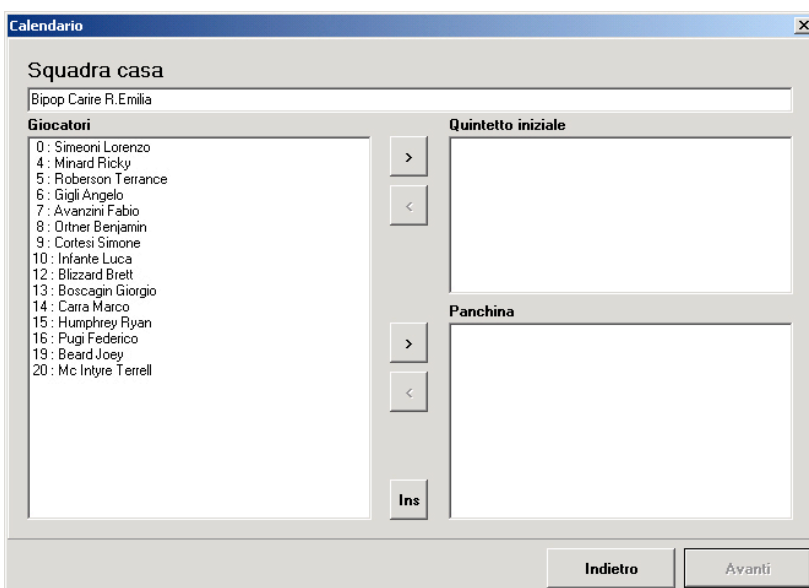 Calendario
Squadra casa
Bipop Carire R.Emilia
Giocatori
0 : Simeoni Lorenzo
4 : Minard Ricky
5 : Roberson Terrance
6 : Gigli Angelo
7 : Avanzini Fabio
8 : Ortner Benjamin
9 : Cortesi Simone
10 : Infante Luca
12 : Blizzard Brett
13 : Boscagin Giorgio
14 : Carra Marco
15 : Humphrey Ryan
16 : Pugi Federico
19 : Beard Joey
20 : Mc Intyre Terrell
>
<
>
<
Ins
Quintetto iniziale
Panchina
Indietro
Avanti